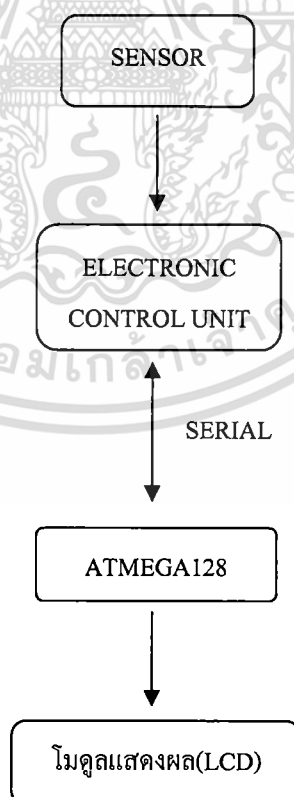 SENSOR
ELECTRONIC
CONTROL UNIT
SERIAL
ATMEGA128
โมดูลแสดงผล(LCD)